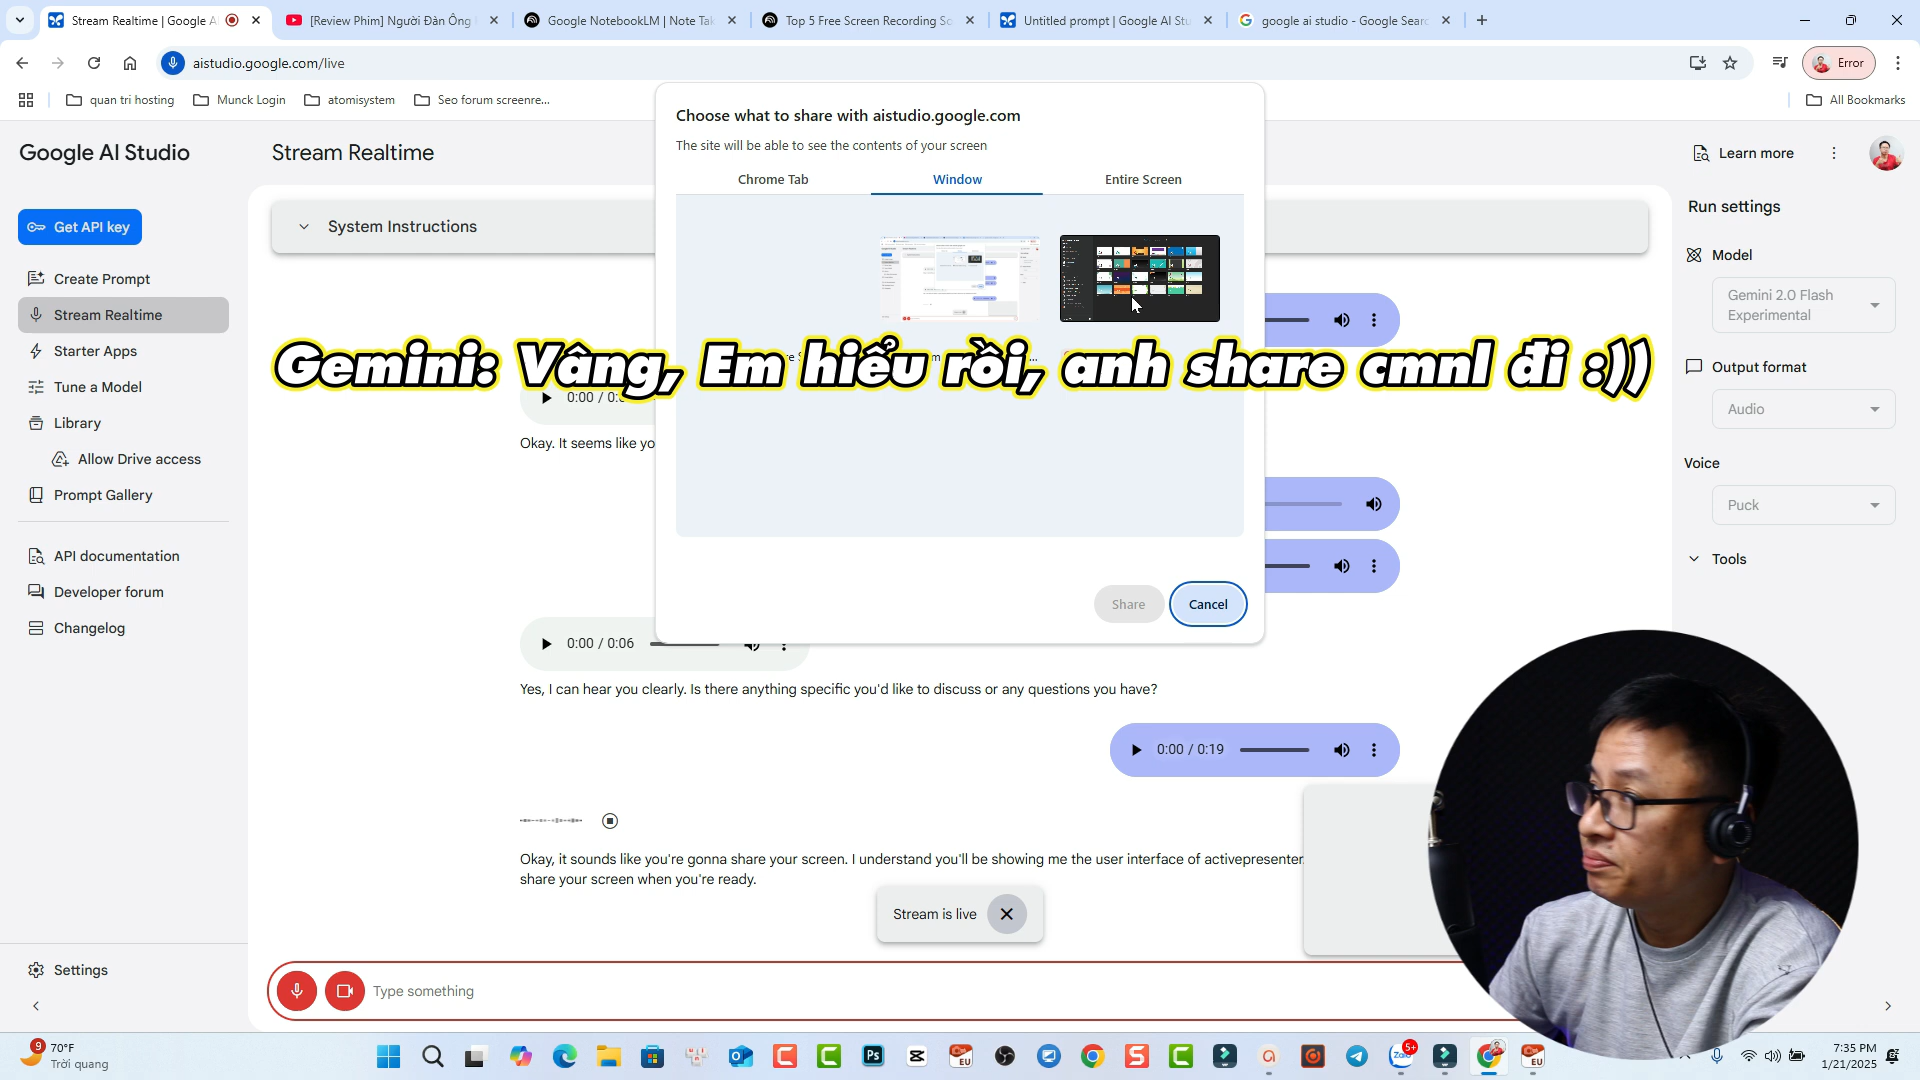 Stream Realtime | Google A
[Review Phim] Người Đàn Ông
Google NotebookLM | Note Tak
Top 5 Free Screen Recording So
Untitled prompt | Google AI Stu
google ai studio - Google Searc
aistudio.google.com/live
Error
quan tri hosting
Munck Login
atomisystem
Seo forum screenre...
All Bookmarks
Google AI Studio
Stream Realtime
Learn more
Get API key
Create Prompt
Stream Realtime
Starter Apps
Tune a Model
Library
Allow Drive access
Prompt Gallery
API documentation
Developer forum
Changelog
Settings
System Instructions
Choose what to share with aistudio.google.com
The site will be able to see the contents of your screen
Chrome Tab
Window
Entire Screen
Gemini: Vâng, Em hiểu rồi, anh share cmnl đi :))
Share
Cancel
0:00 / 0:0
Okay. It seems like yo
0:00 / 0:06
Yes, I can hear you clearly. Is there anything specific you'd like to discuss or any questions you have?
0:00 / 0:19
Okay, it sounds like you're gonna share your screen. I understand you'll be showing me the user interface of activepresenter
share your screen when you're ready.
Stream is live
Type something
Run settings
Model
Gemini 2.0 Flash
Experimental
Output format
Audio
Voice
Puck
Tools
9
70°F
Trời quang
Ps
EU
S
Zalo
5+
EU
7:35 PM
1/21/2025